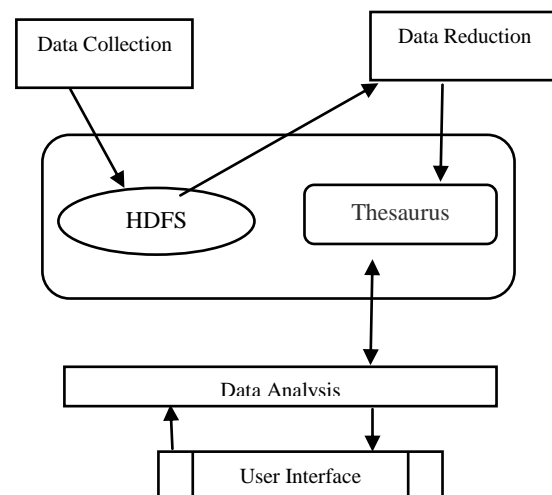 Data Collection
Data Reduction
HDFS
Thesaurus
Data Analysis
User Interface